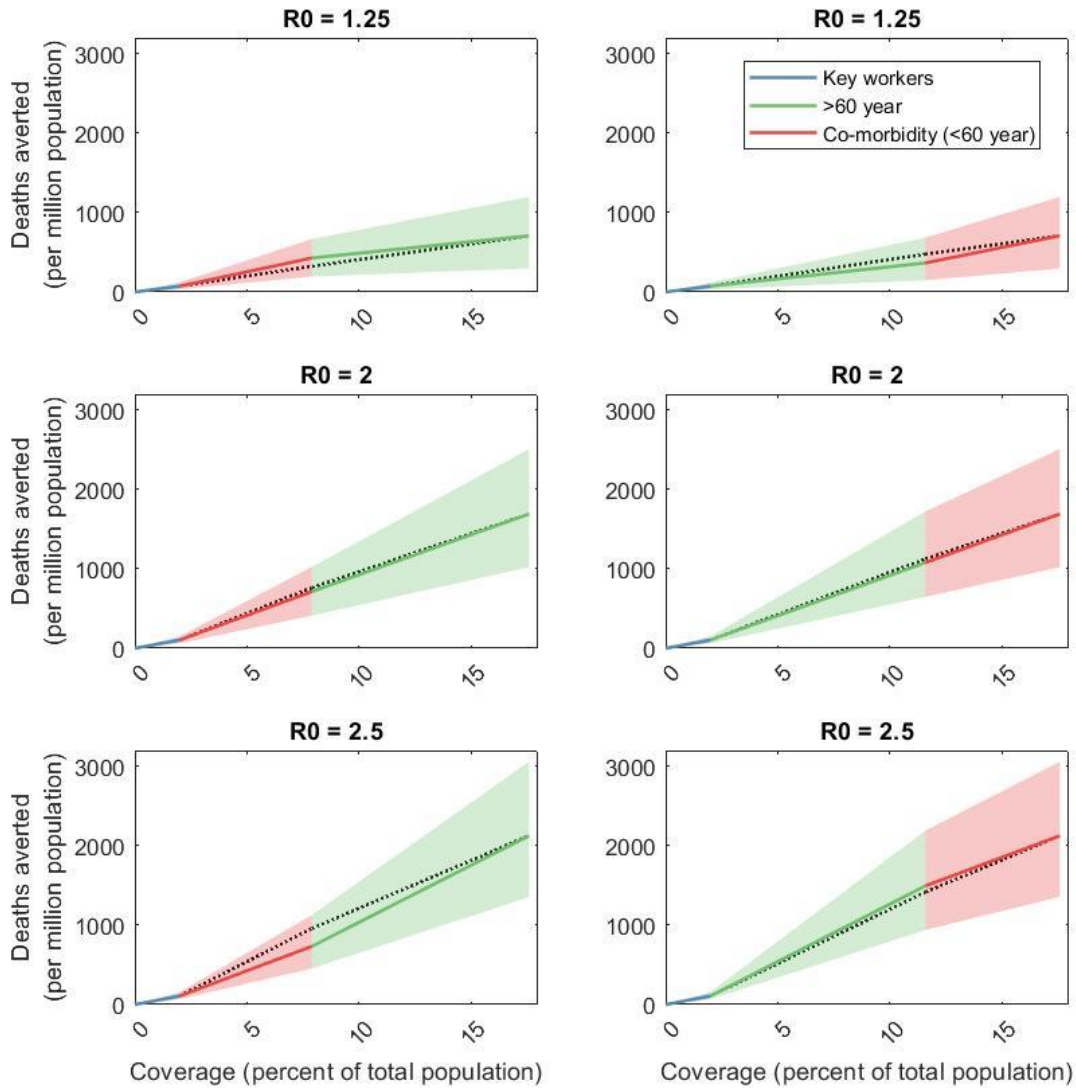 R0 = 1.25
Deaths averted
(per million population)
3000
2000
1000
0
0
5
10
15
R0 = 1.25
3000
2000
1000
0
0
5
10
15
Key workers
>60 year
Co-morbidity (<60 year)
R0 = 2
Deaths averted
(per million population)
3000
2000
1000
0
0
5
10
15
R0 = 2
3000
2000
1000
0
0
5
10
15
R0 = 2.5
Deaths averted
(per million population)
3000
2000
1000
0
0
5
10
15
Coverage (percent of total population)
R0 = 2.5
3000
2000
1000
0
0
5
10
15
Coverage (percent of total population)